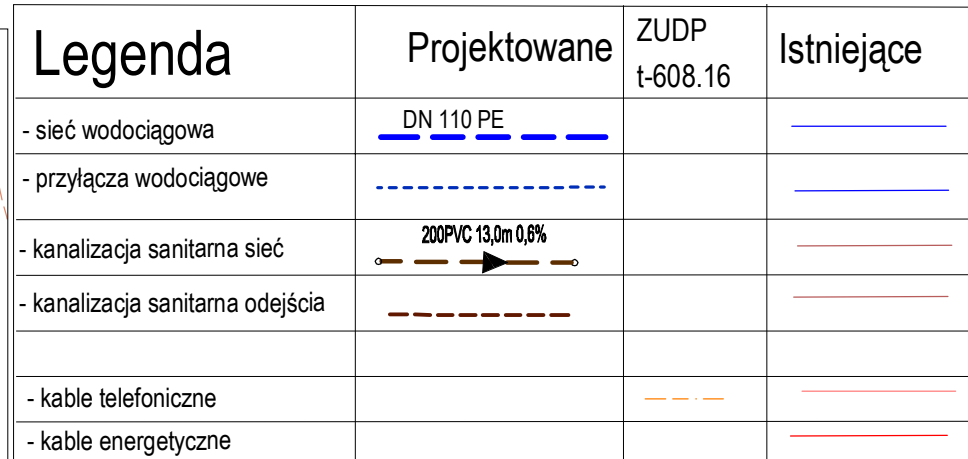 Legenda
Projektowane
ZUDP
t-608.16
Istniejące
- sieć wodociągowa
DN 110 PE
- przyłącza wodociągowe
- kanalizacja sanitarna sieć
200PVC 13,0m 0,6%
- kanalizacja sanitarna odejścia
- kable telefoniczne
- kable energetyczne